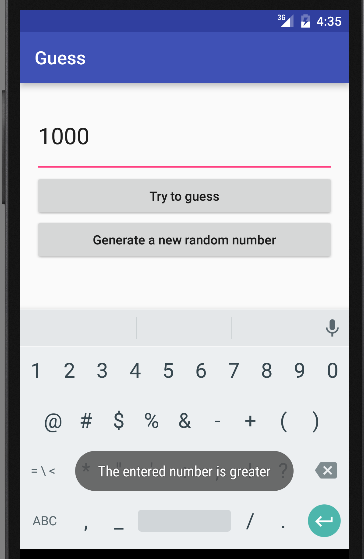 3G 4:35
Guess
1000
Try to guess
Generate a new random number
1 2 3 4 5 6 7 8 9 0
@ # $ % & - + ( )
= \ < * ?
The entered number is greater
ABC , _ / .